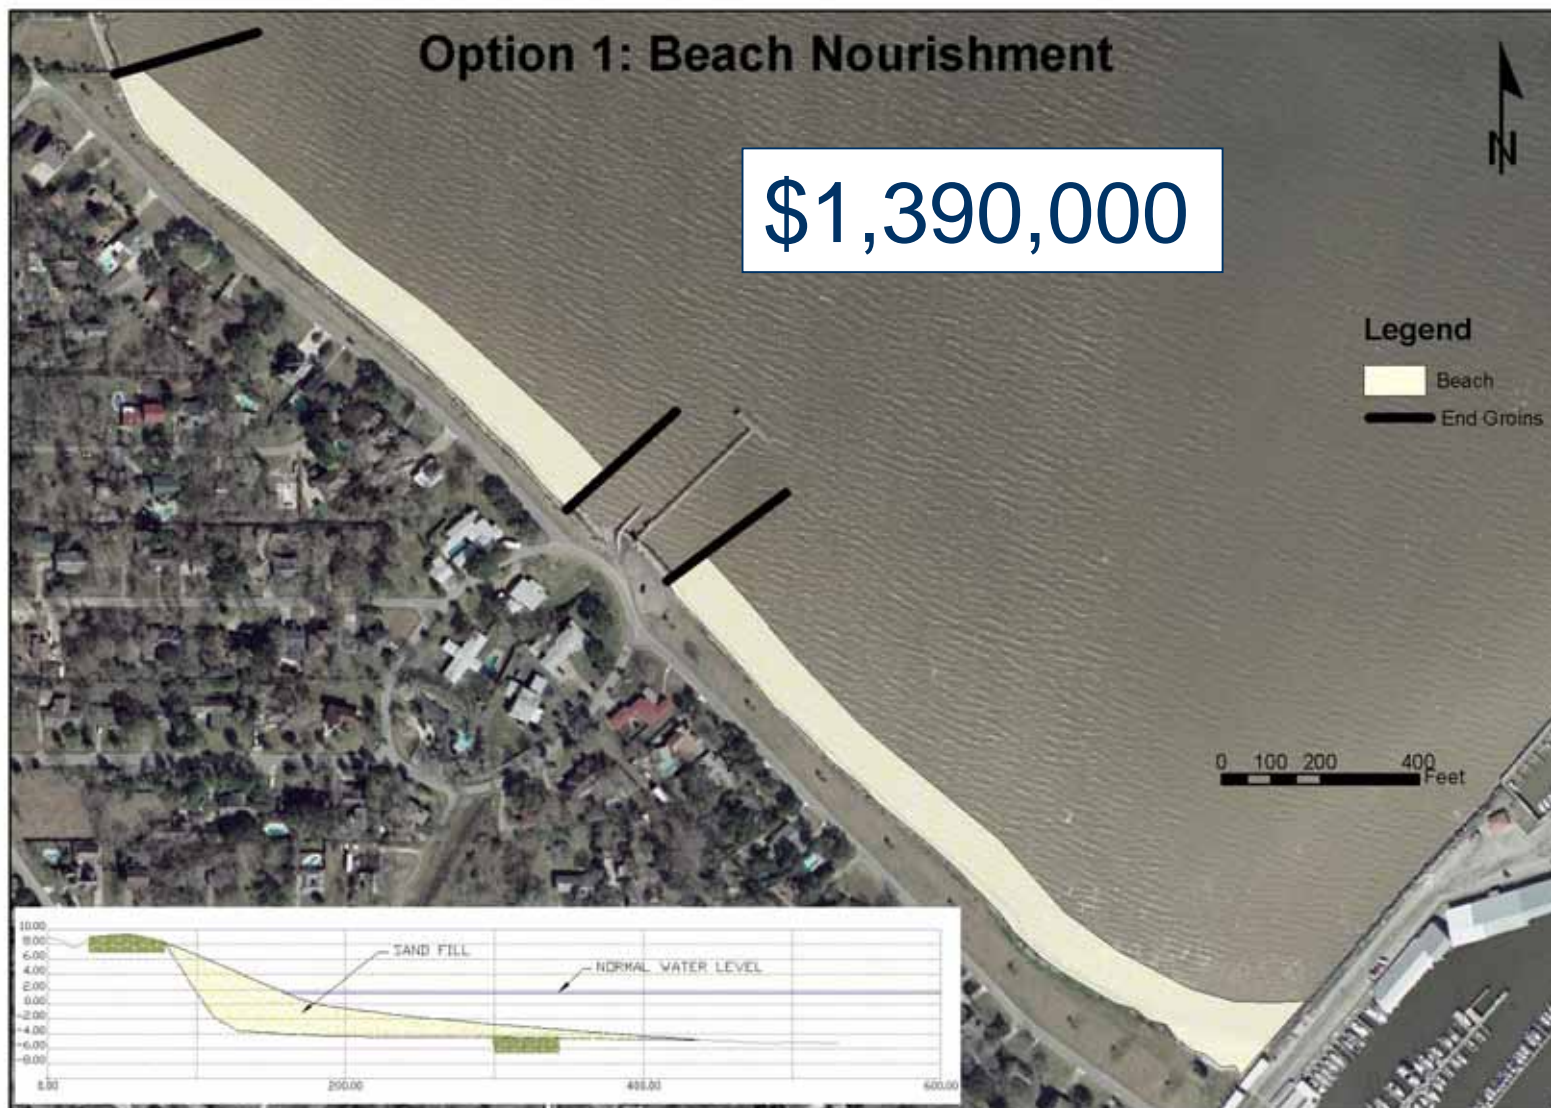 Option 1: Beach Nourishment
N
$1,390,000
Legend
Beach
End Groins
0 100 200 400
Feet
10.00
8.00
6.00
4.00
2.00
0.00
-2.00
-4.00
-6.00
-8.00
SAND FILL
NORMAL WATER LEVEL
0.00 200.00 400.00 600.00